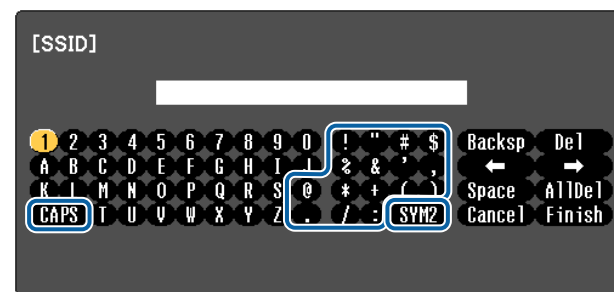 [SSID]
1 2 3 4 5 6 7 8 9 0 ! " # $ Backsp Del
A B C D E F G H I J % & ' , ← →
K L M N O P Q R S @ * + ( ) Space AllDel
CAPS T U V W X Y Z . / : SYM2 Cancel Finish